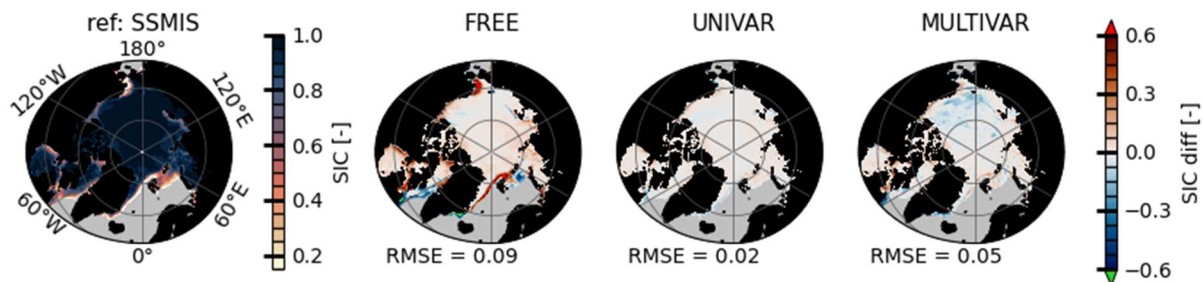 ref: SSMIS
FREE
UNIVAR
MULTIVAR
180°
120°W
120°E
60°W
60°E
0°
1.0
0.8
0.6
0.4
0.2
SIC [-]
RMSE = 0.09
RMSE = 0.02
RMSE = 0.05
0.6
0.3
0.0
−0.3
−0.6
SIC diff [-]